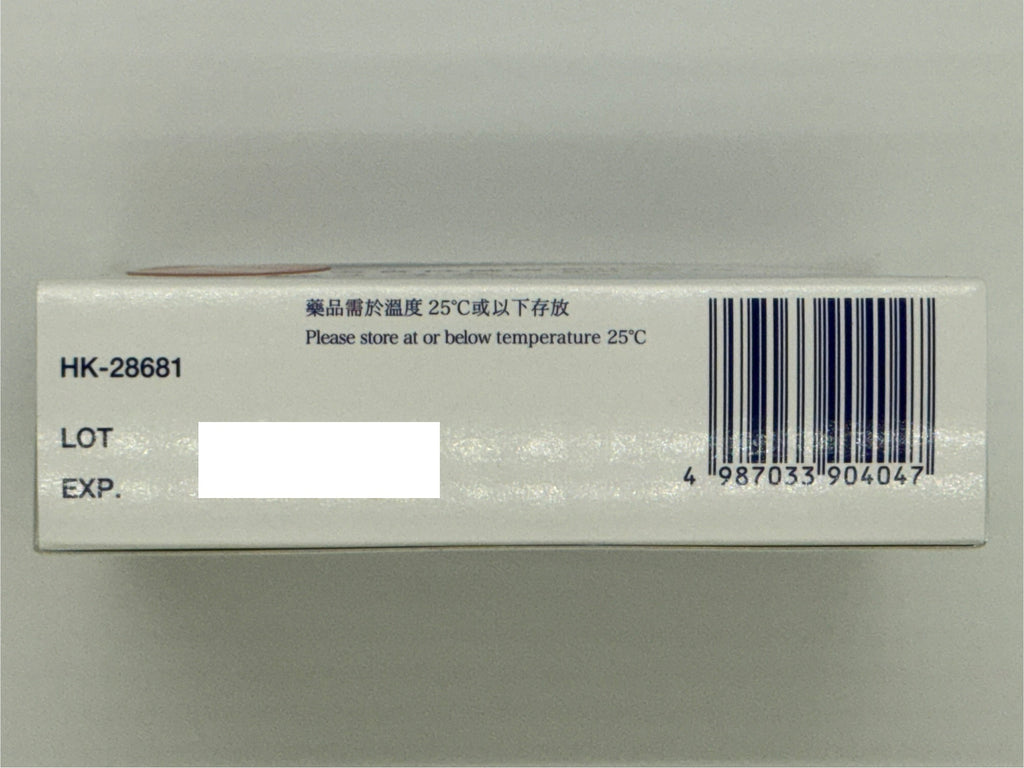 藥品需於溫度 25℃或以下存放
Please store at or below temperature 25℃
HK-28681
LOT
EXP.
4 987033 904047